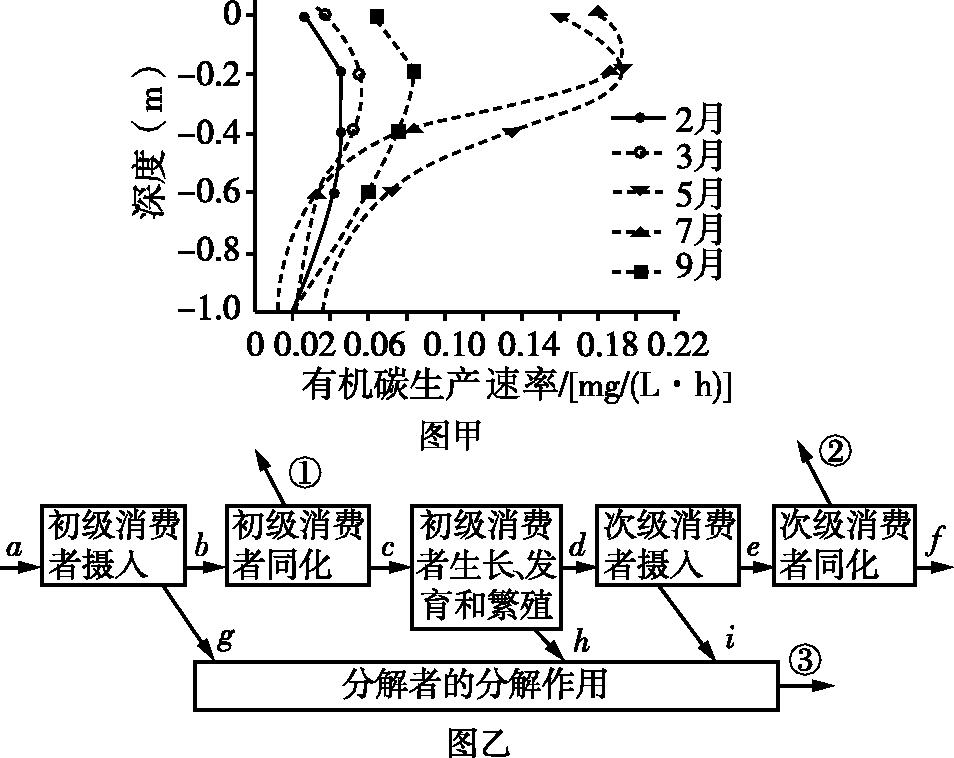 0
-0.2
-0.4
-0.6
-0.8
-1.0
深度（m）
2月
3月
5月
7月
9月
0 0.02 0.06 0.10 0.14 0.18 0.22
有机碳生产速率/[mg/(L·h)]
图甲
① ②
a 初级消费者摄入 b 初级消费者同化 c 初级消费者生长、发育和繁殖 d 次级消费者摄入 e 次级消费者同化 f
g h i ③
分解者的分解作用
图乙